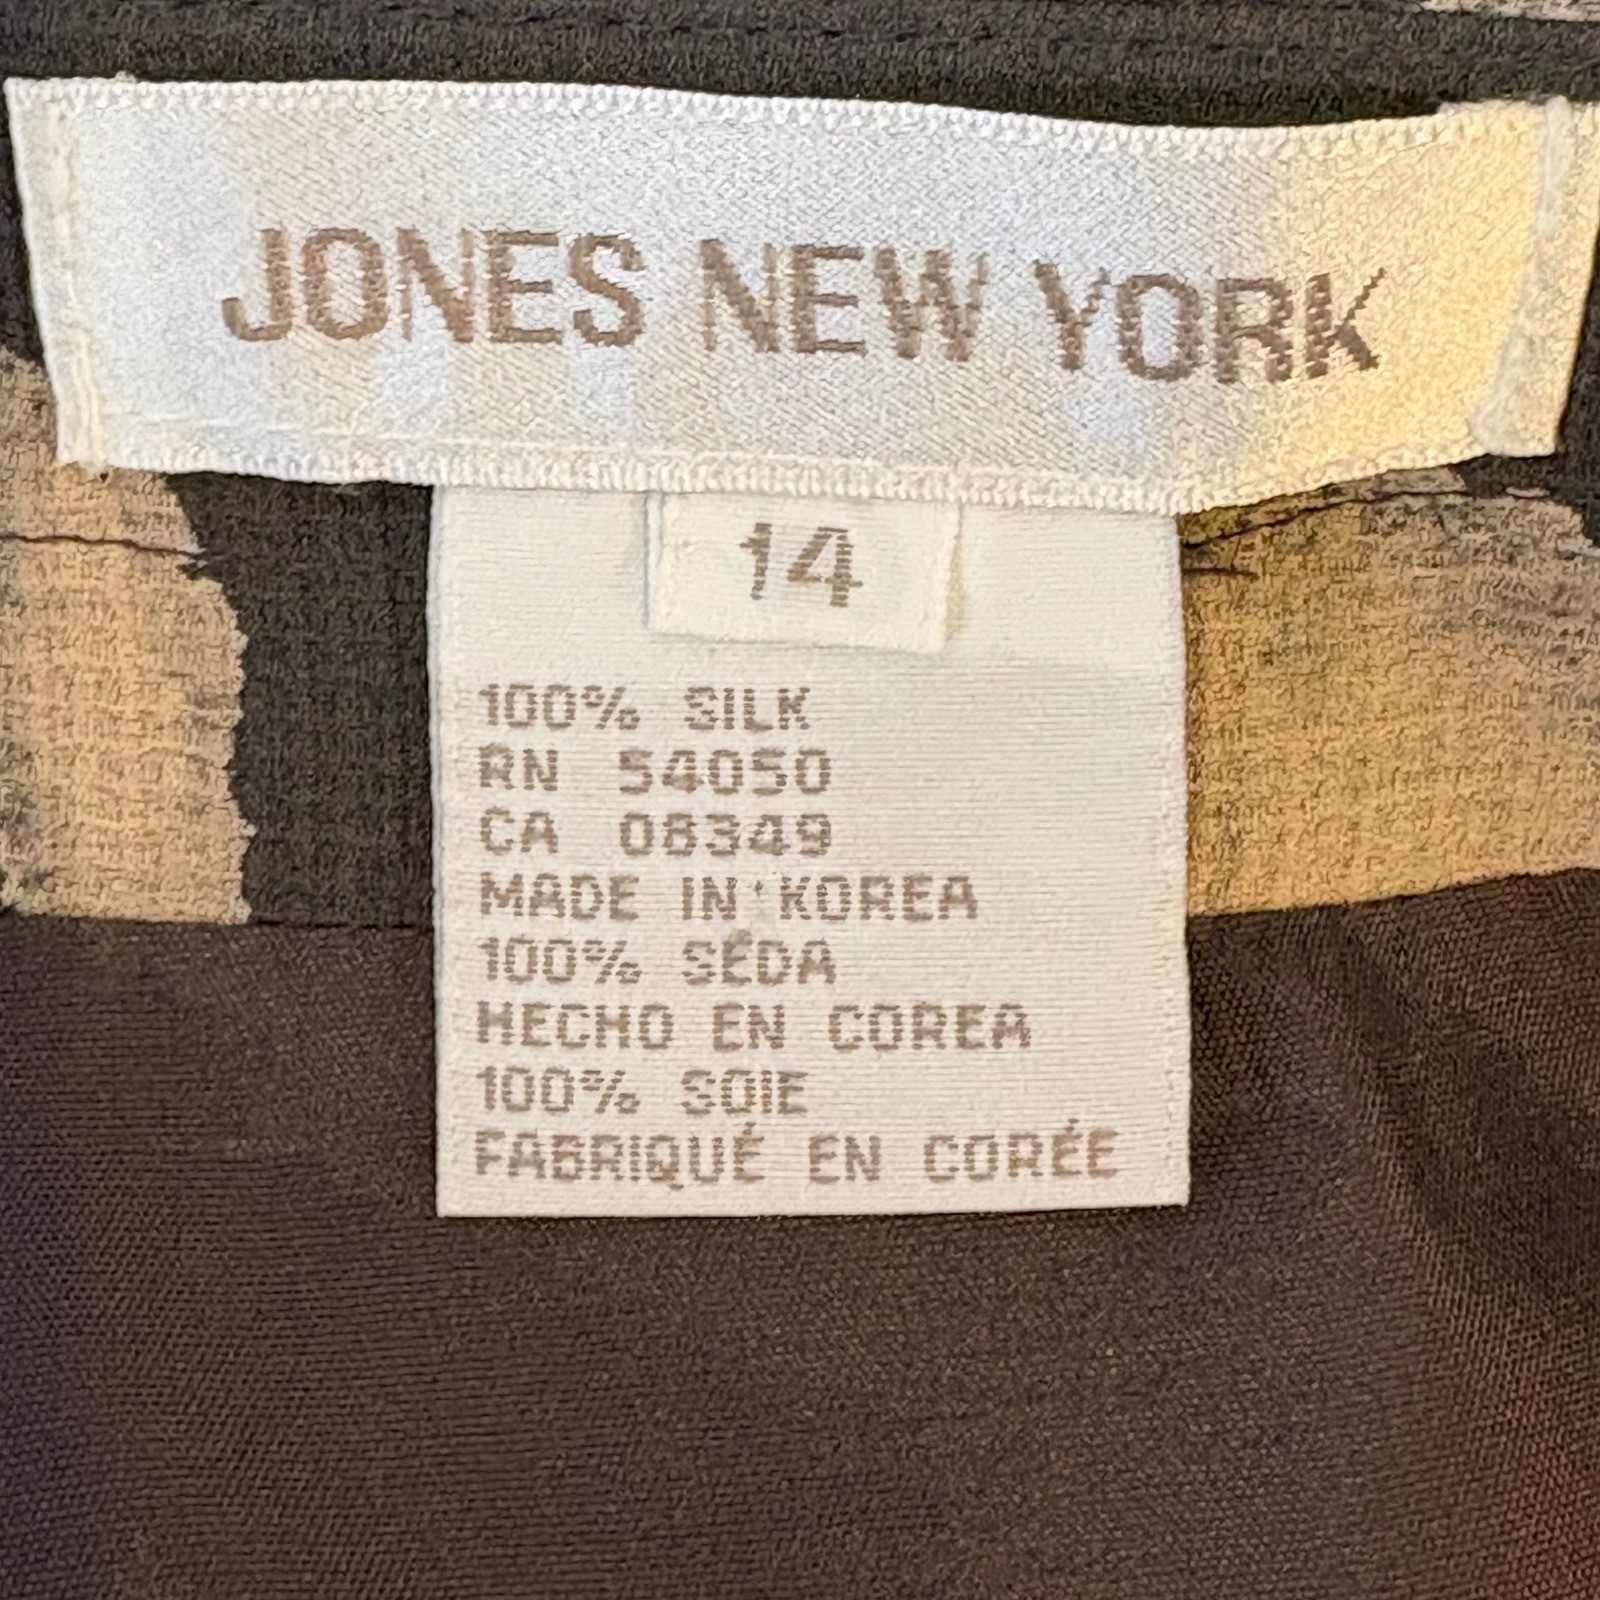 JONES NEW YORK
14
100% SILK
RN 54050
CA 08349
MADE IN KOREA
100% SÉDA
HECHO EN COREA
100% SOIE
FABRIQUÉ EN CORÉE